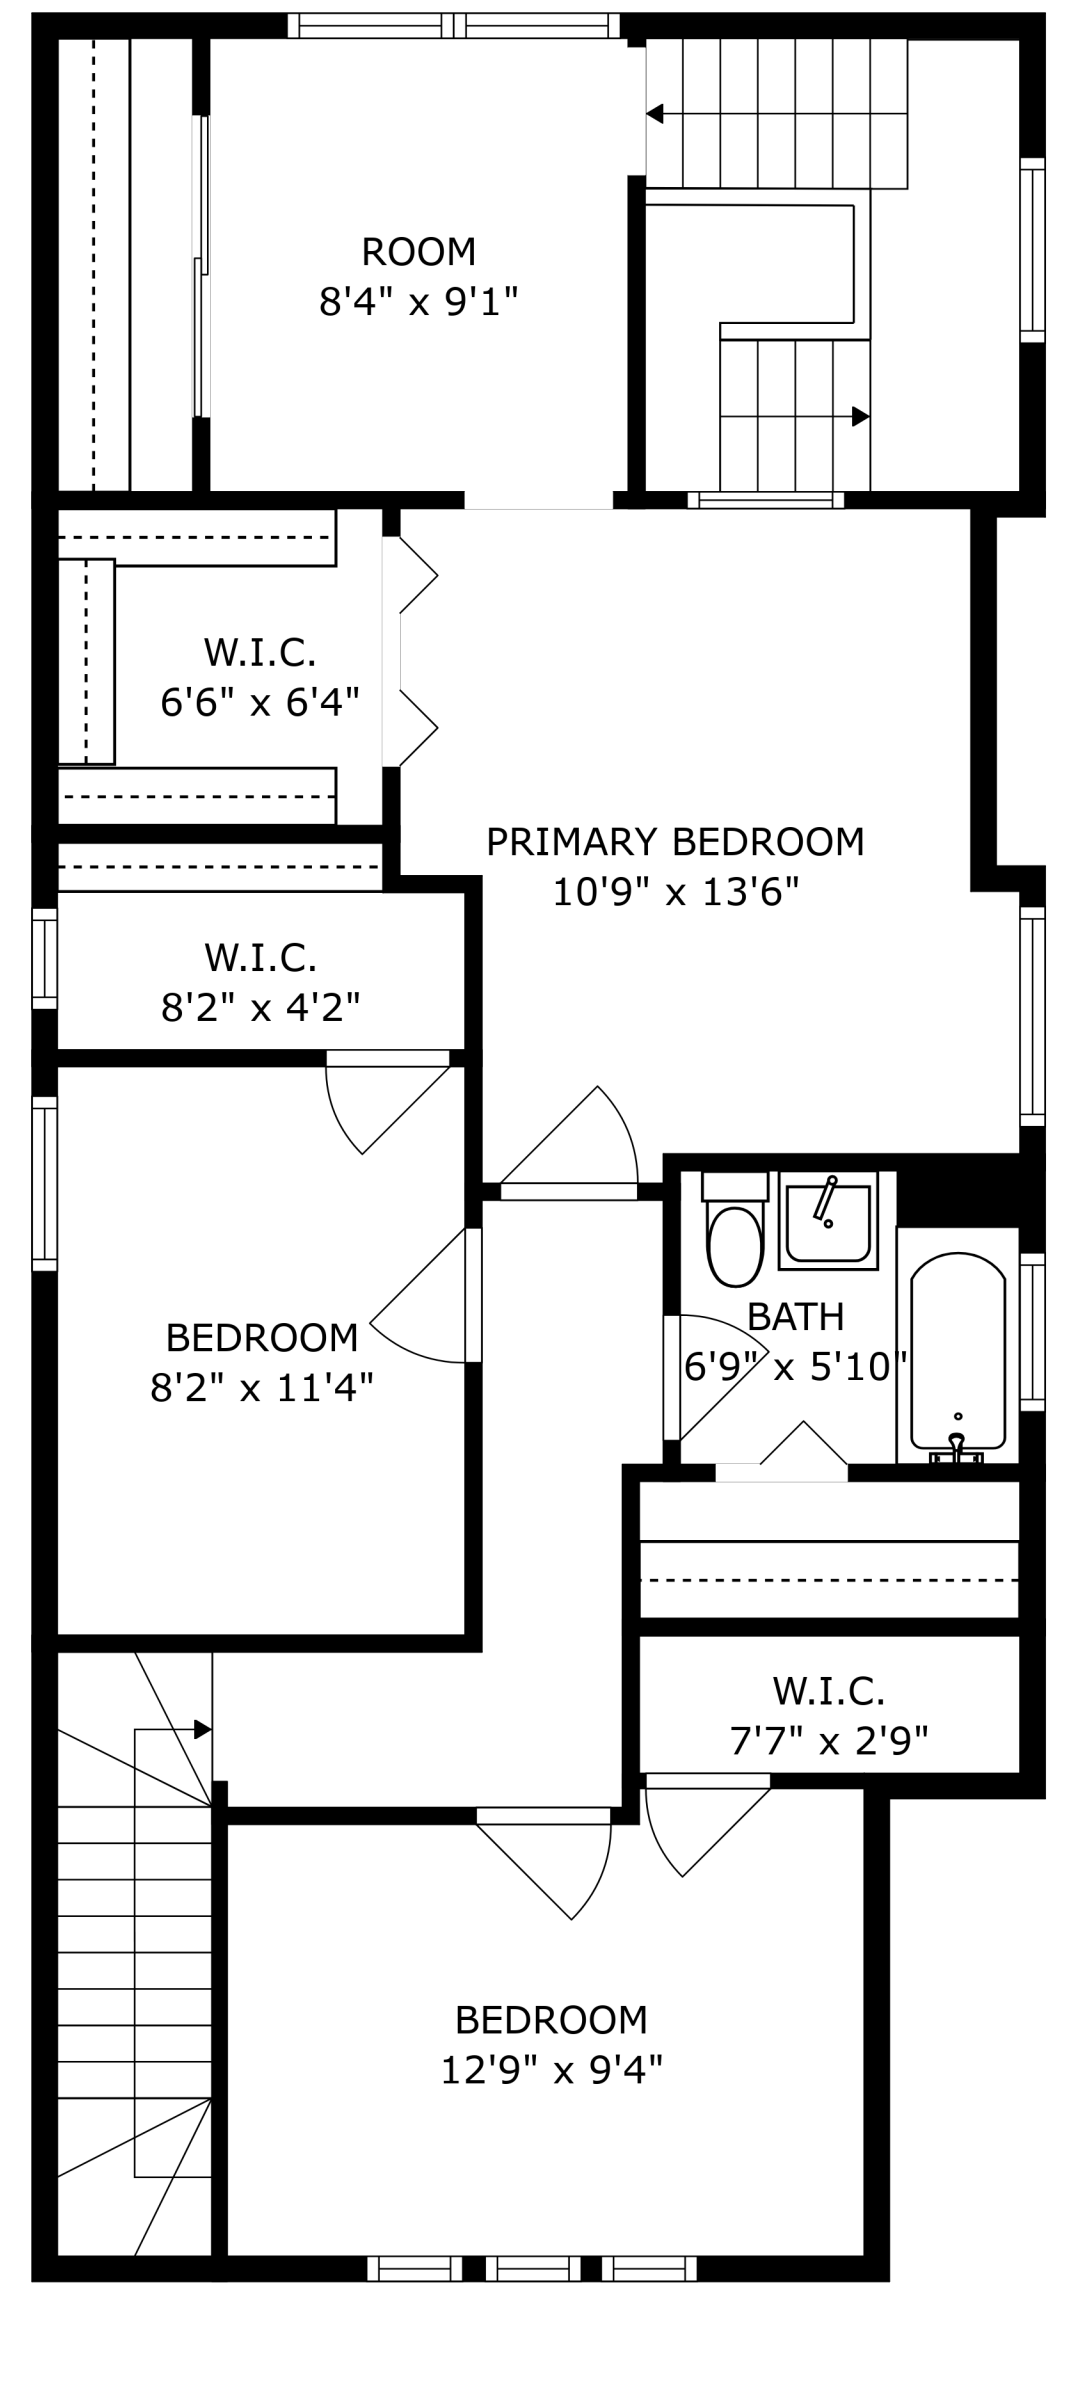 ROOM
8'4" x 9'1"
W.I.C.
6'6" x 6'4"
PRIMARY BEDROOM
10'9" x 13'6"
W.I.C.
8'2" x 4'2"
BEDROOM
8'2" x 11'4"
BATH
6'9" x 5'10"
W.I.C.
7'7" x 2'9"
BEDROOM
12'9" x 9'4"